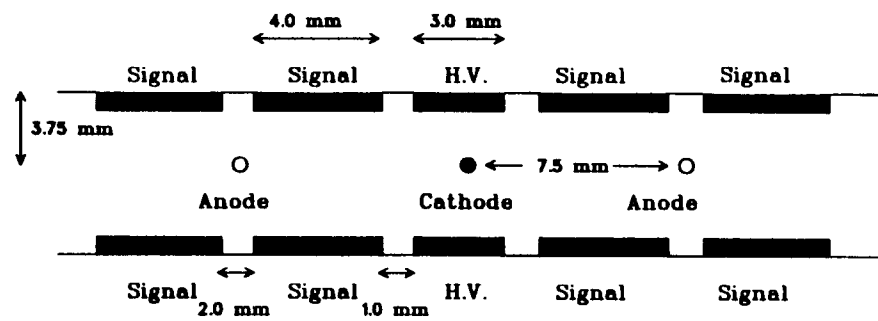 4.0 mm 3.0 mm
Signal Signal H.V. Signal Signal
3.75 mm
7.5 mm
Anode Cathode Anode
Signal Signal H.V. Signal Signal
2.0 mm 1.0 mm